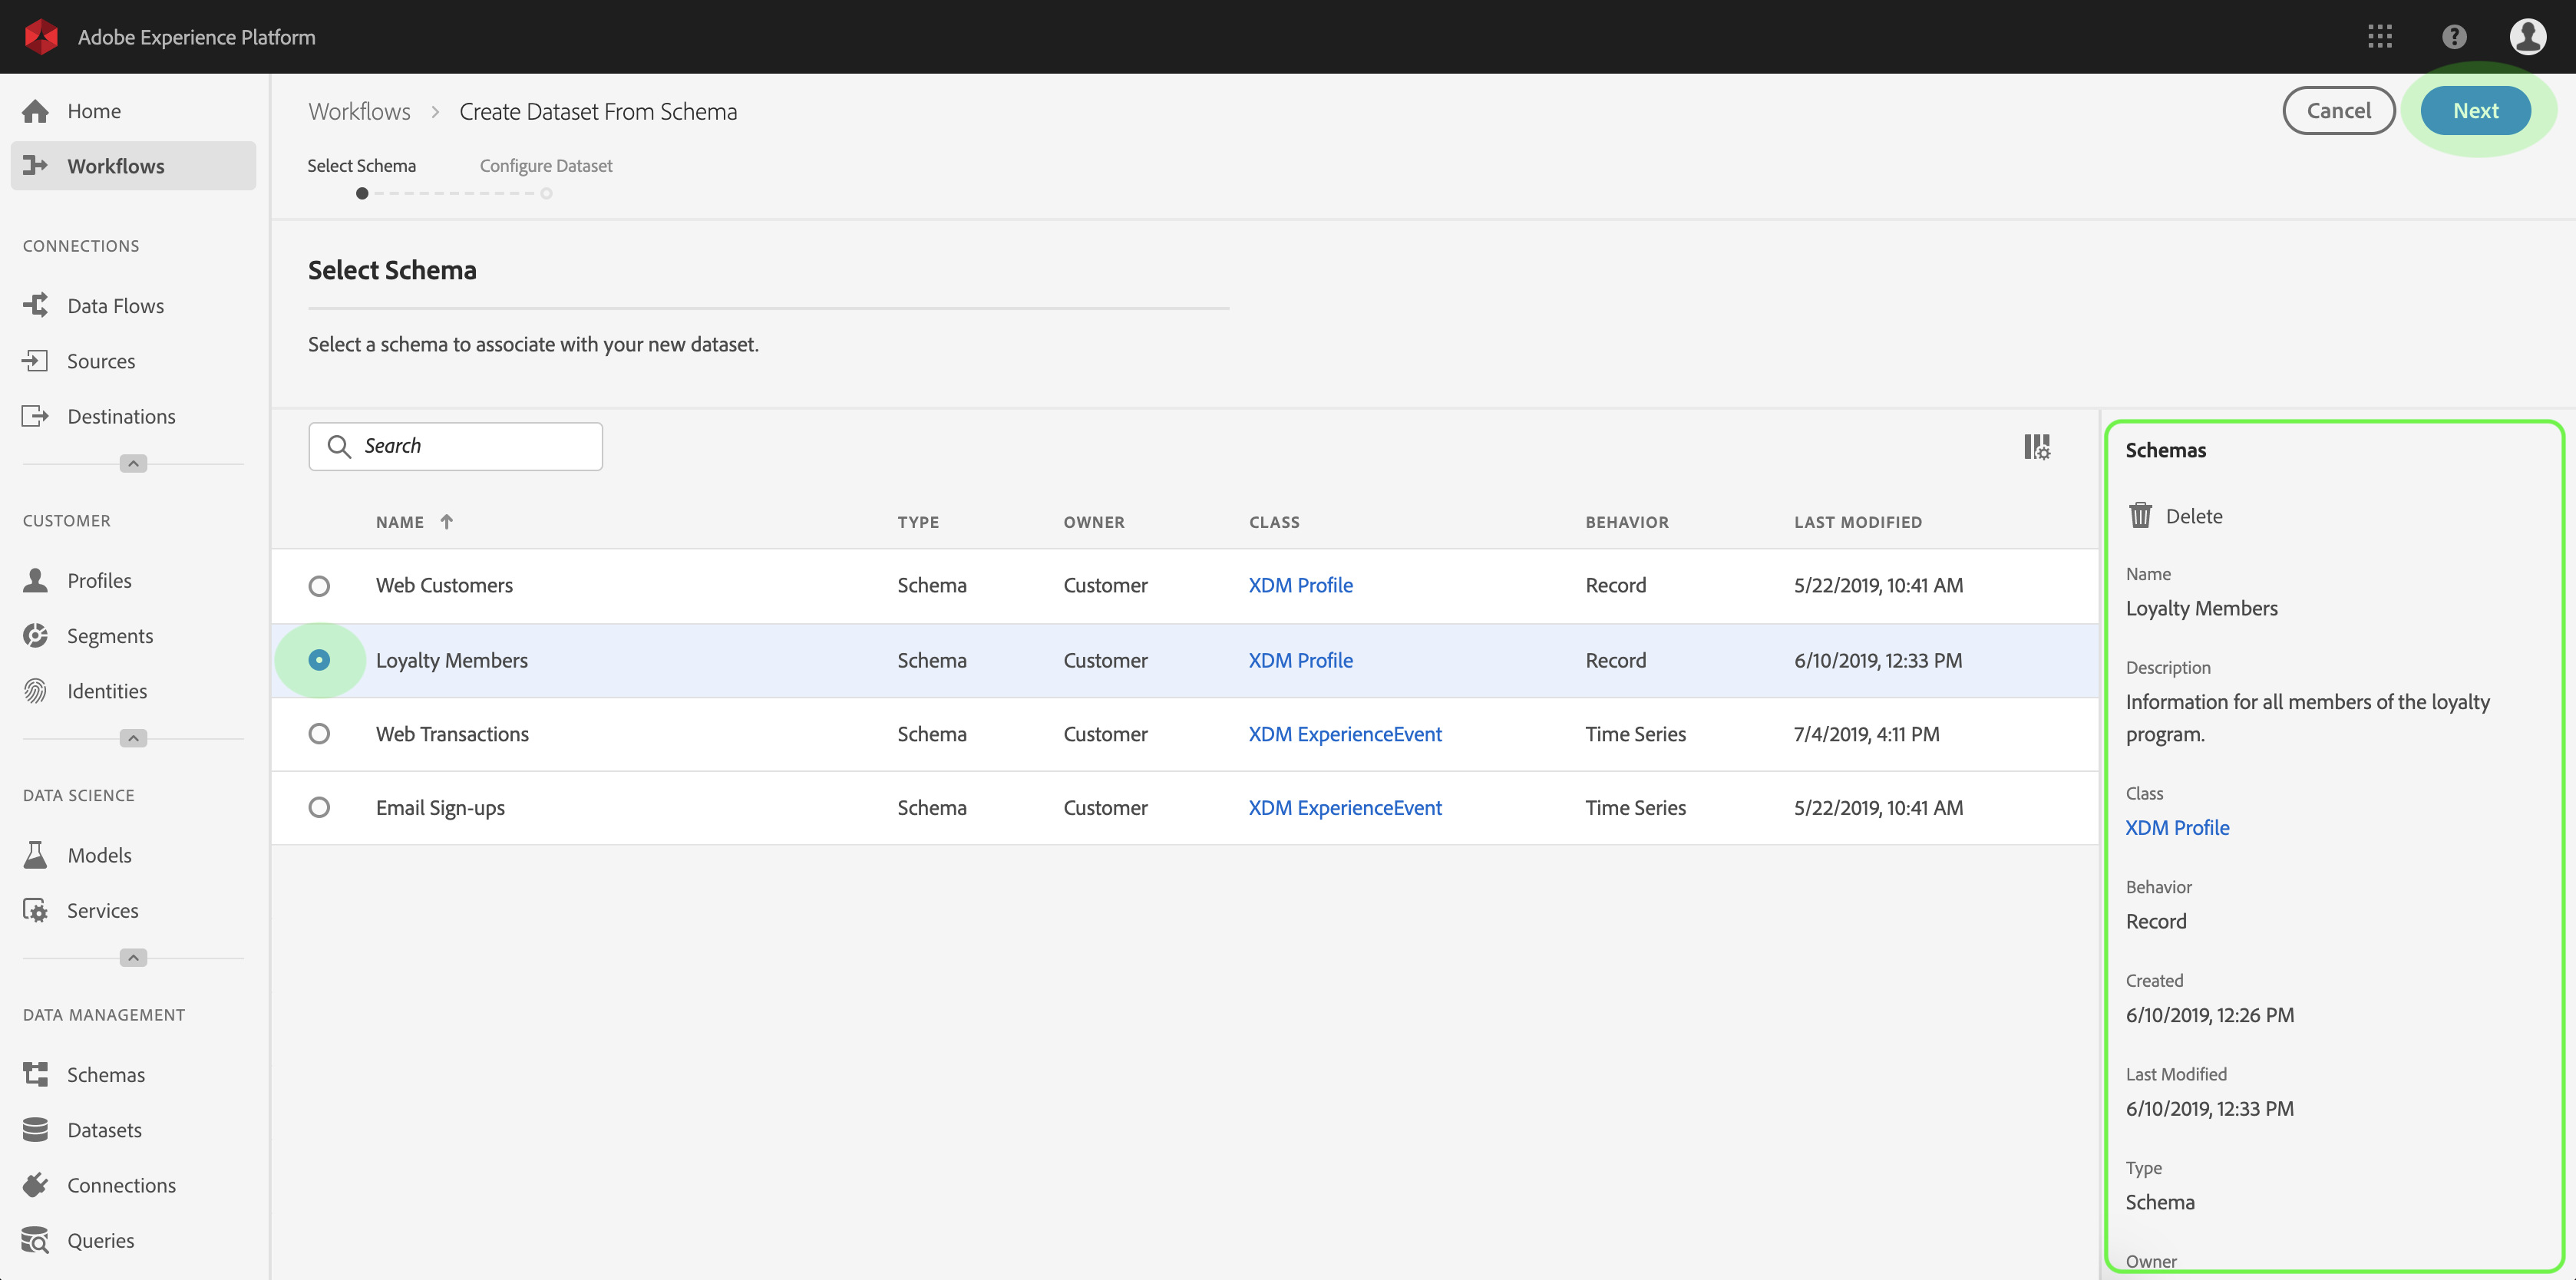 Adobe Experience Platform
Home
Workflows
CONNECTIONS
Data Flows
Sources
Destinations
CUSTOMER
Profiles
Segments
Identities
DATA SCIENCE
Models
Services
DATA MANAGEMENT
Schemas
Datasets
Connections
Queries
Workflows > Create Dataset From Schema
Cancel
Next
Select Schema Configure Dataset
Select Schema
Select a schema to associate with your new dataset.
Search
NAME TYPE OWNER CLASS BEHAVIOR LAST MODIFIED
Web Customers Schema Customer XDM Profile Record 5/22/2019, 10:41 AM
Loyalty Members Schema Customer XDM Profile Record 6/10/2019, 12:33 PM
Web Transactions Schema Customer XDM ExperienceEvent Time Series 7/4/2019, 4:11 PM
Email Sign-ups Schema Customer XDM ExperienceEvent Time Series 5/22/2019, 10:41 AM
Schemas
Delete
Name
Loyalty Members
Description
Information for all members of the loyalty
program.
Class
XDM Profile
Behavior
Record
Created
6/10/2019, 12:26 PM
Last Modified
6/10/2019, 12:33 PM
Type
Schema
Owner